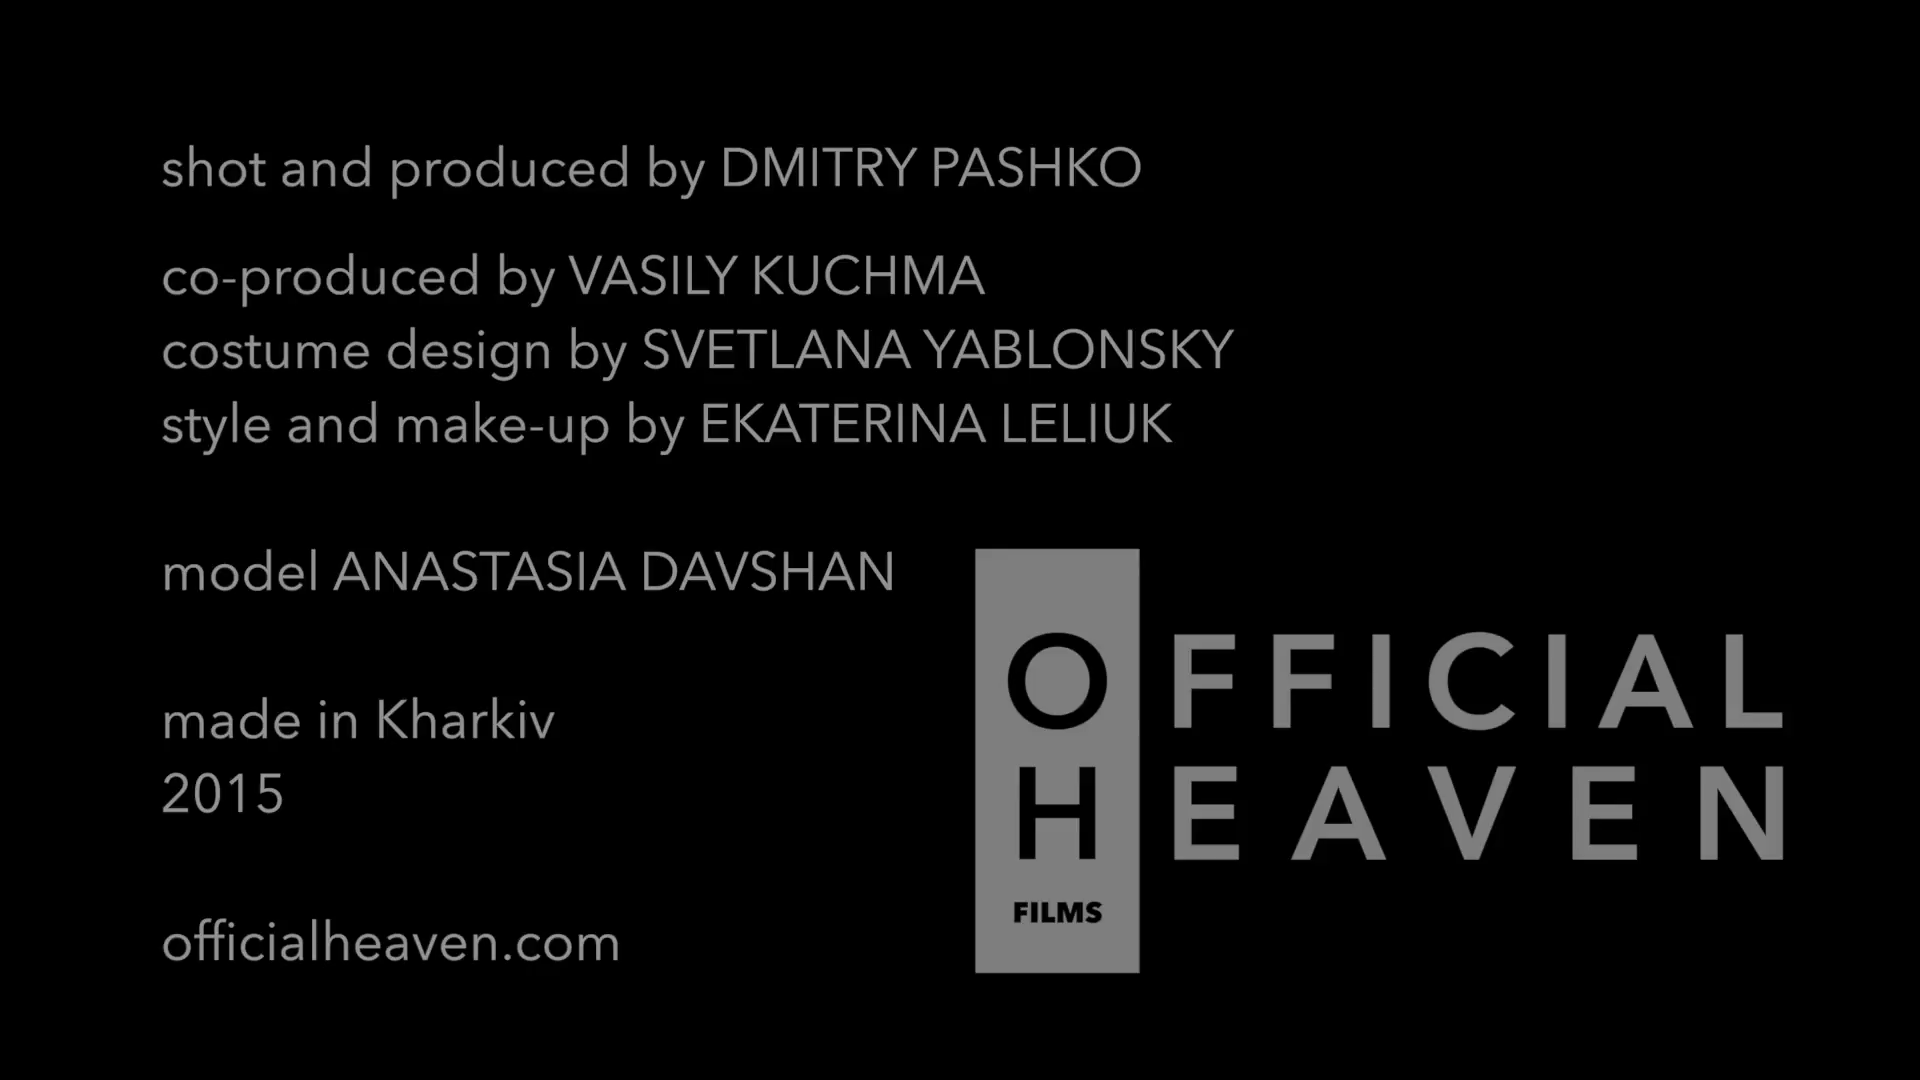 shot and produced by DMITRY PASHKO
co-produced by VASILY KUCHMA
costume design by SVETLANA YABLONSKY
style and make-up by EKATERINA LELIUK
model ANASTASIA DAVSHAN
made in Kharkiv
2015
officialheaven.com
OFFICIAL
HEAVEN
FILMS